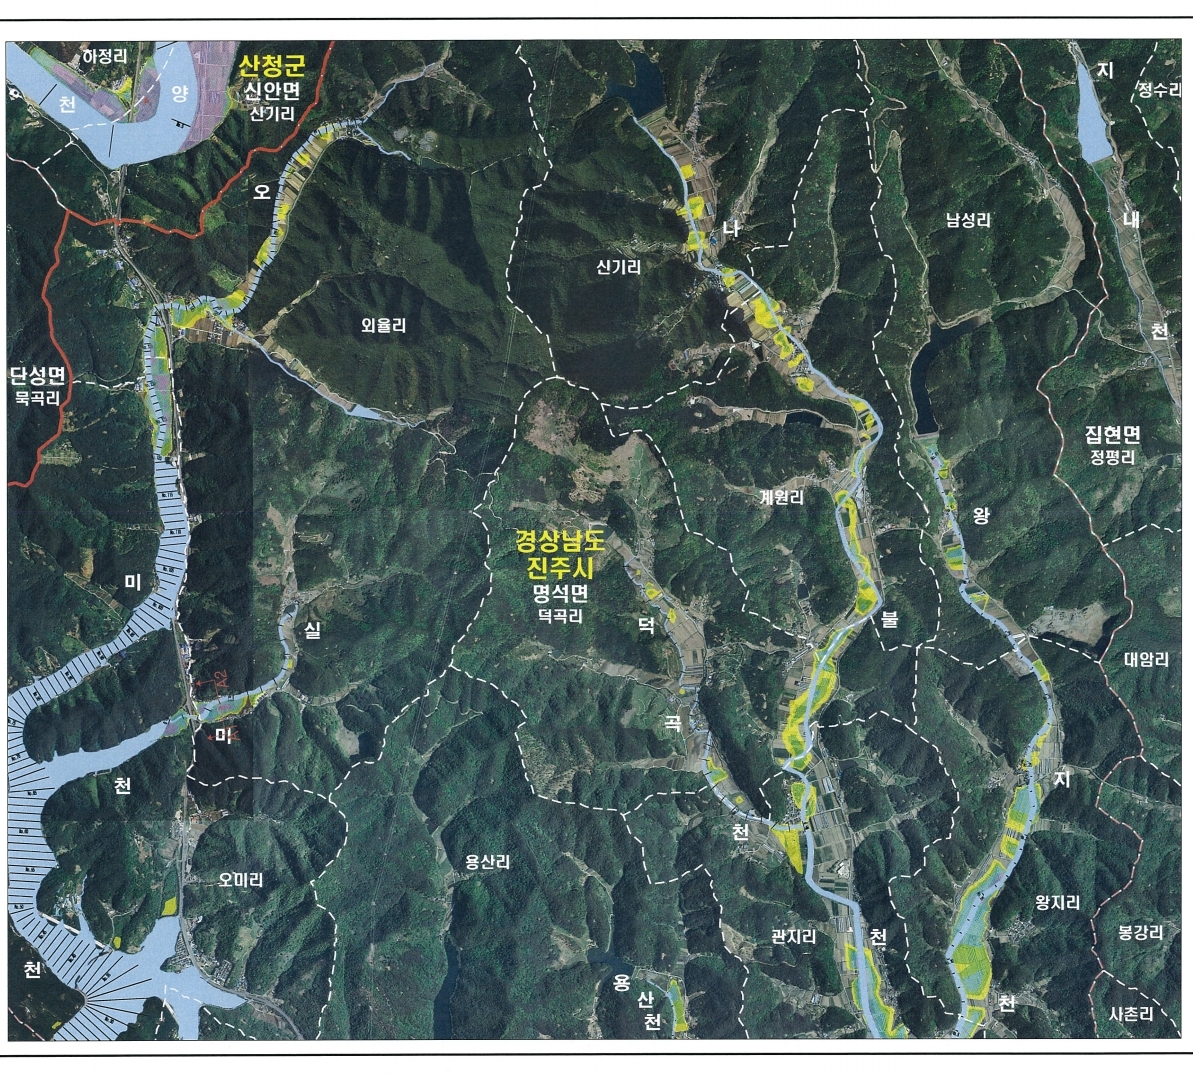 하정리
산청군
신안면
산기리
천
양
지
정수리
오
나
내
남성리
신기리
외율리
천
단성면
묵곡리
집현면
정평리
계원리
왕
경상남도
진주시
명석면
덕곡리
미
실
덕
불
대암리
A2
미
곡
천
지
천
용산리
오미리
왕지리
관지리
천
봉강리
천
용
산
천
천
사촌리